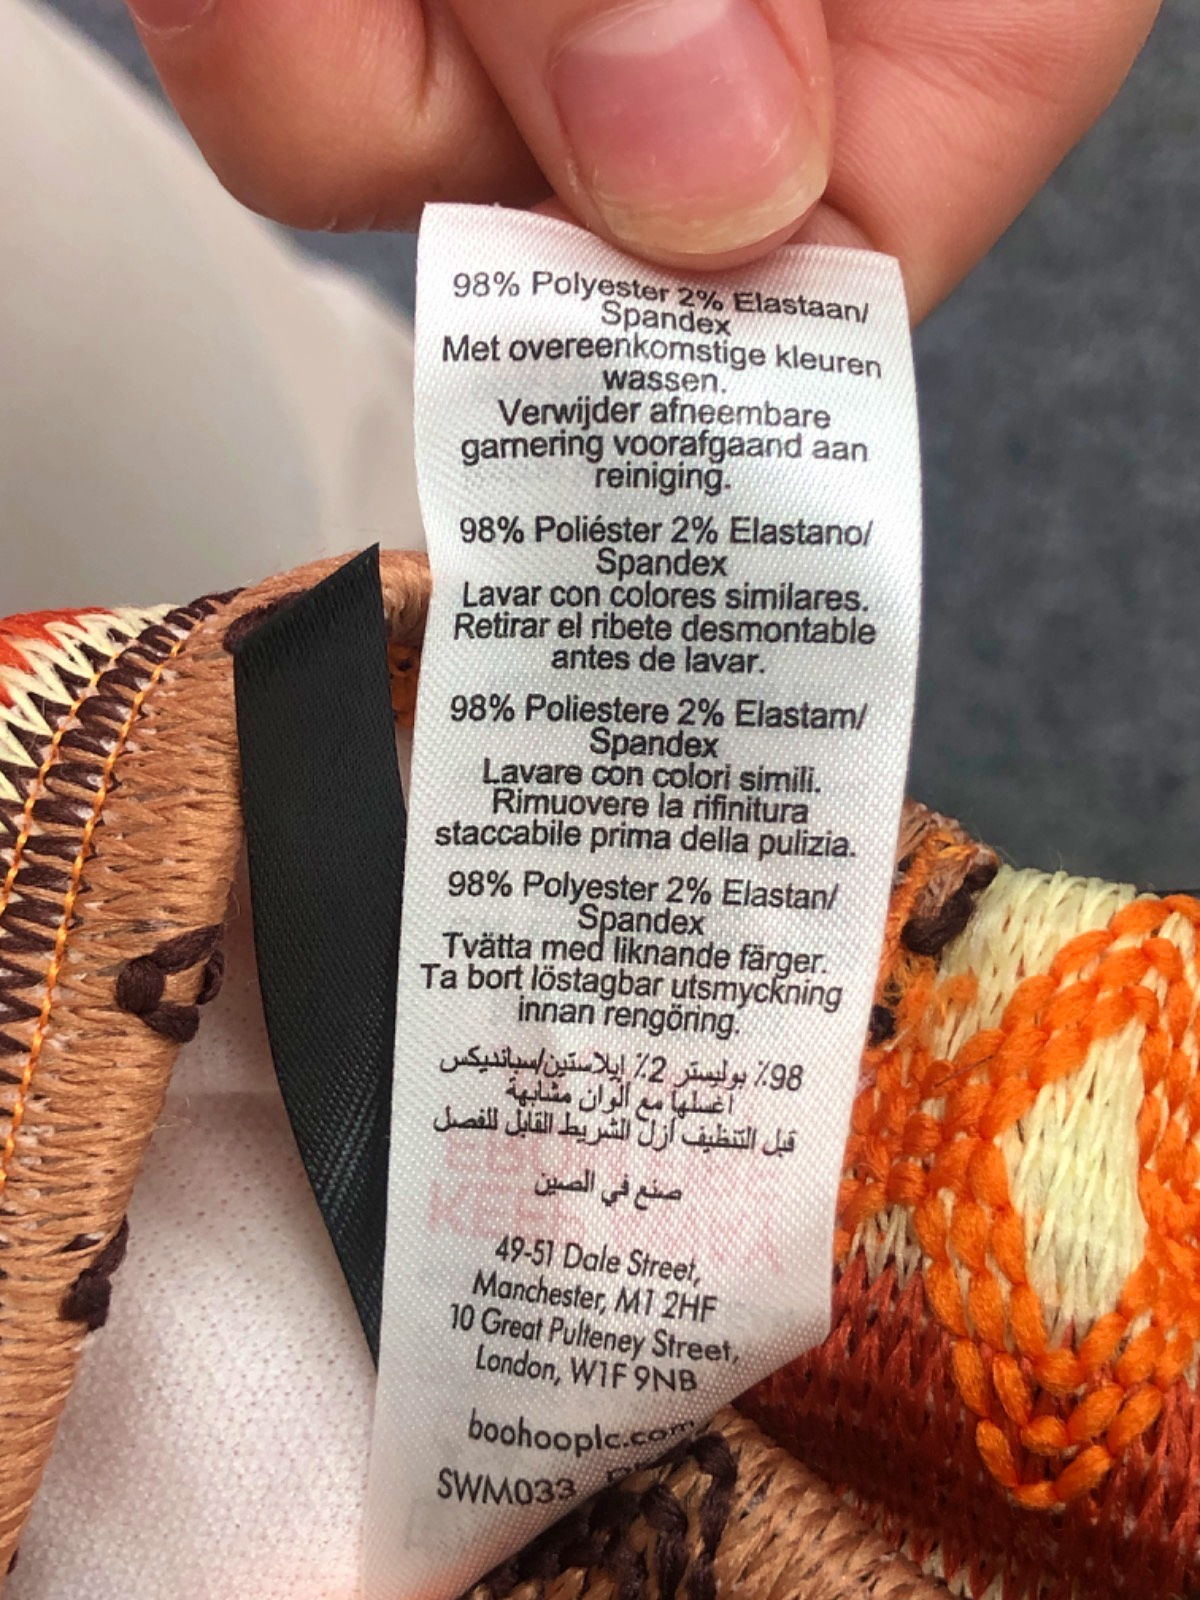 98% Polyester 2% Elastaan/
Spandex
Met overeenkomstige kleuren
wassen.
Verwijder afneembare
garnering voorafgaand aan
reiniging.
98% Poliéster 2% Elastano/
Spandex
Lavar con colores similares.
Retirar el ribete desmontable
antes de lavar.
98% Poliestere 2% Elastam/
Spandex
Lavare con colori simili.
Rimuovere la rifinitura
staccabile prima della pulizia.
98% Polyester 2% Elastan/
Spandex
Tvätta med liknande färger.
Ta bort löstagbar utsmyckning
innan rengöring.
98٪ بوليستر 2٪ إيلاستين/سباندیکس
اغسلها مع ألوان مشابهة
قبل التنظيف أزل الشريط القابل للفصل
صنع في الصين
49-51 Dale Street,
Manchester, M1 2HF
10 Great Pulteney Street,
London, W1F 9NB
boohooplc.com
SWM033